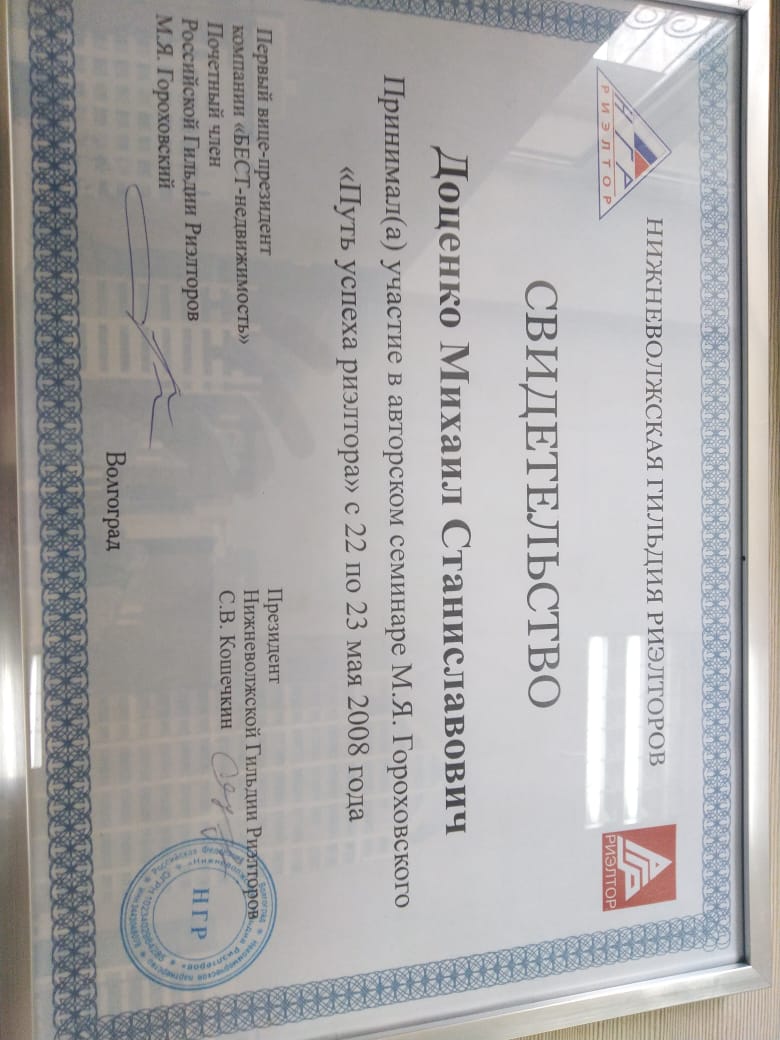 НИЖНЕВОЛЖСКАЯ ГИЛЬДИЯ РИЭЛТОРОВ
РИЭЛТОР
РИЭЛТОР
СВИДЕТЕЛЬСТВО
Доценко Михаил Станиславович
Принимал(а) участие в авторском семинаре М.Я. Гороховского
«Путь успеха риэлтора» с 22 по 23 мая 2008 года
Первый вице-президент
компании «БЕСТ-недвижимость»
Почетный член
Российской Гильдии Риэлторов
М.Я. Гороховский
Президент
Нижневолжской Гильдии Риэлторов
С.В. Кошечкин
НГР
Волгоград